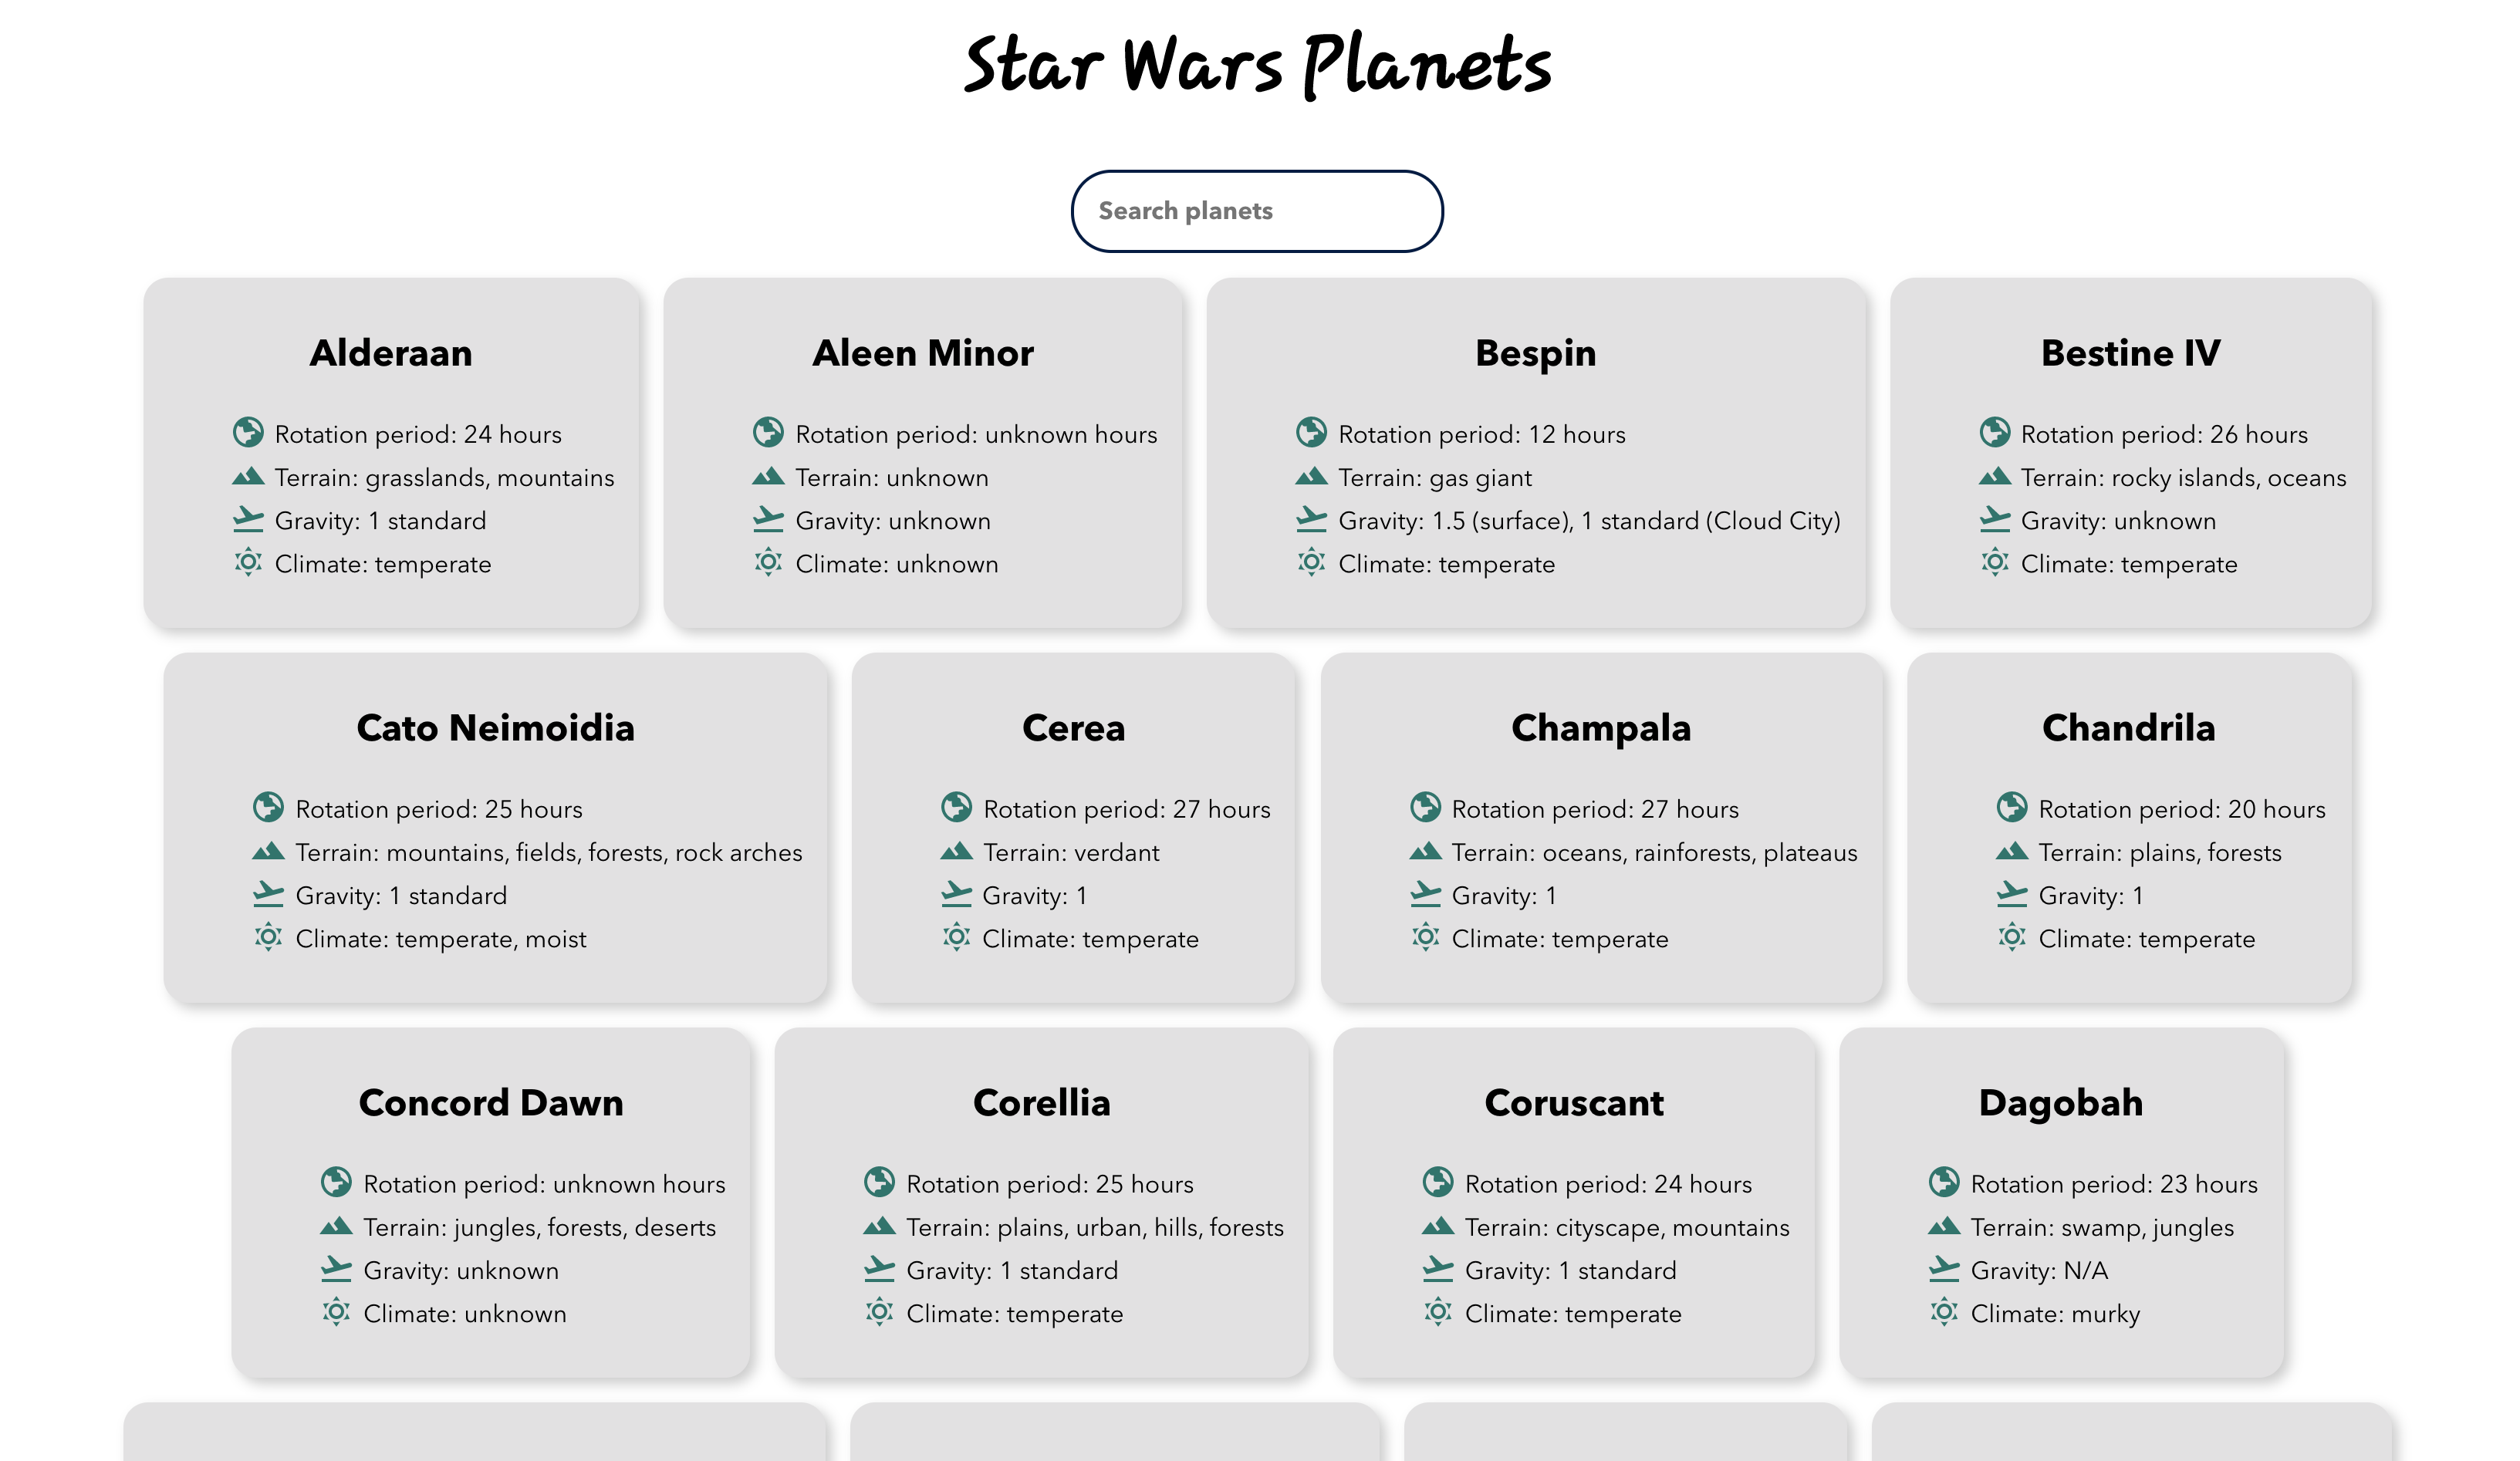 Star Wars Planets
Search planets
Alderaan
Rotation period: 24 hours
Terrain: grasslands, mountains
Gravity: 1 standard
Climate: temperate
Aleen Minor
Rotation period: unknown hours
Terrain: unknown
Gravity: unknown
Climate: unknown
Bespin
Rotation period: 12 hours
Terrain: gas giant
Gravity: 1.5 (surface), 1 standard (Cloud City)
Climate: temperate
Bestine IV
Rotation period: 26 hours
Terrain: rocky islands, oceans
Gravity: unknown
Climate: temperate
Cato Neimoidia
Rotation period: 25 hours
Terrain: mountains, fields, forests, rock arches
Gravity: 1 standard
Climate: temperate, moist
Cerea
Rotation period: 27 hours
Terrain: verdant
Gravity: 1
Climate: temperate
Champala
Rotation period: 27 hours
Terrain: oceans, rainforests, plateaus
Gravity: 1
Climate: temperate
Chandrila
Rotation period: 20 hours
Terrain: plains, forests
Gravity: 1
Climate: temperate
Concord Dawn
Rotation period: unknown hours
Terrain: jungles, forests, deserts
Gravity: unknown
Climate: unknown
Corellia
Rotation period: 25 hours
Terrain: plains, urban, hills, forests
Gravity: 1 standard
Climate: temperate
Coruscant
Rotation period: 24 hours
Terrain: cityscape, mountains
Gravity: 1 standard
Climate: temperate
Dagobah
Rotation period: 23 hours
Terrain: swamp, jungles
Gravity: N/A
Climate: murky